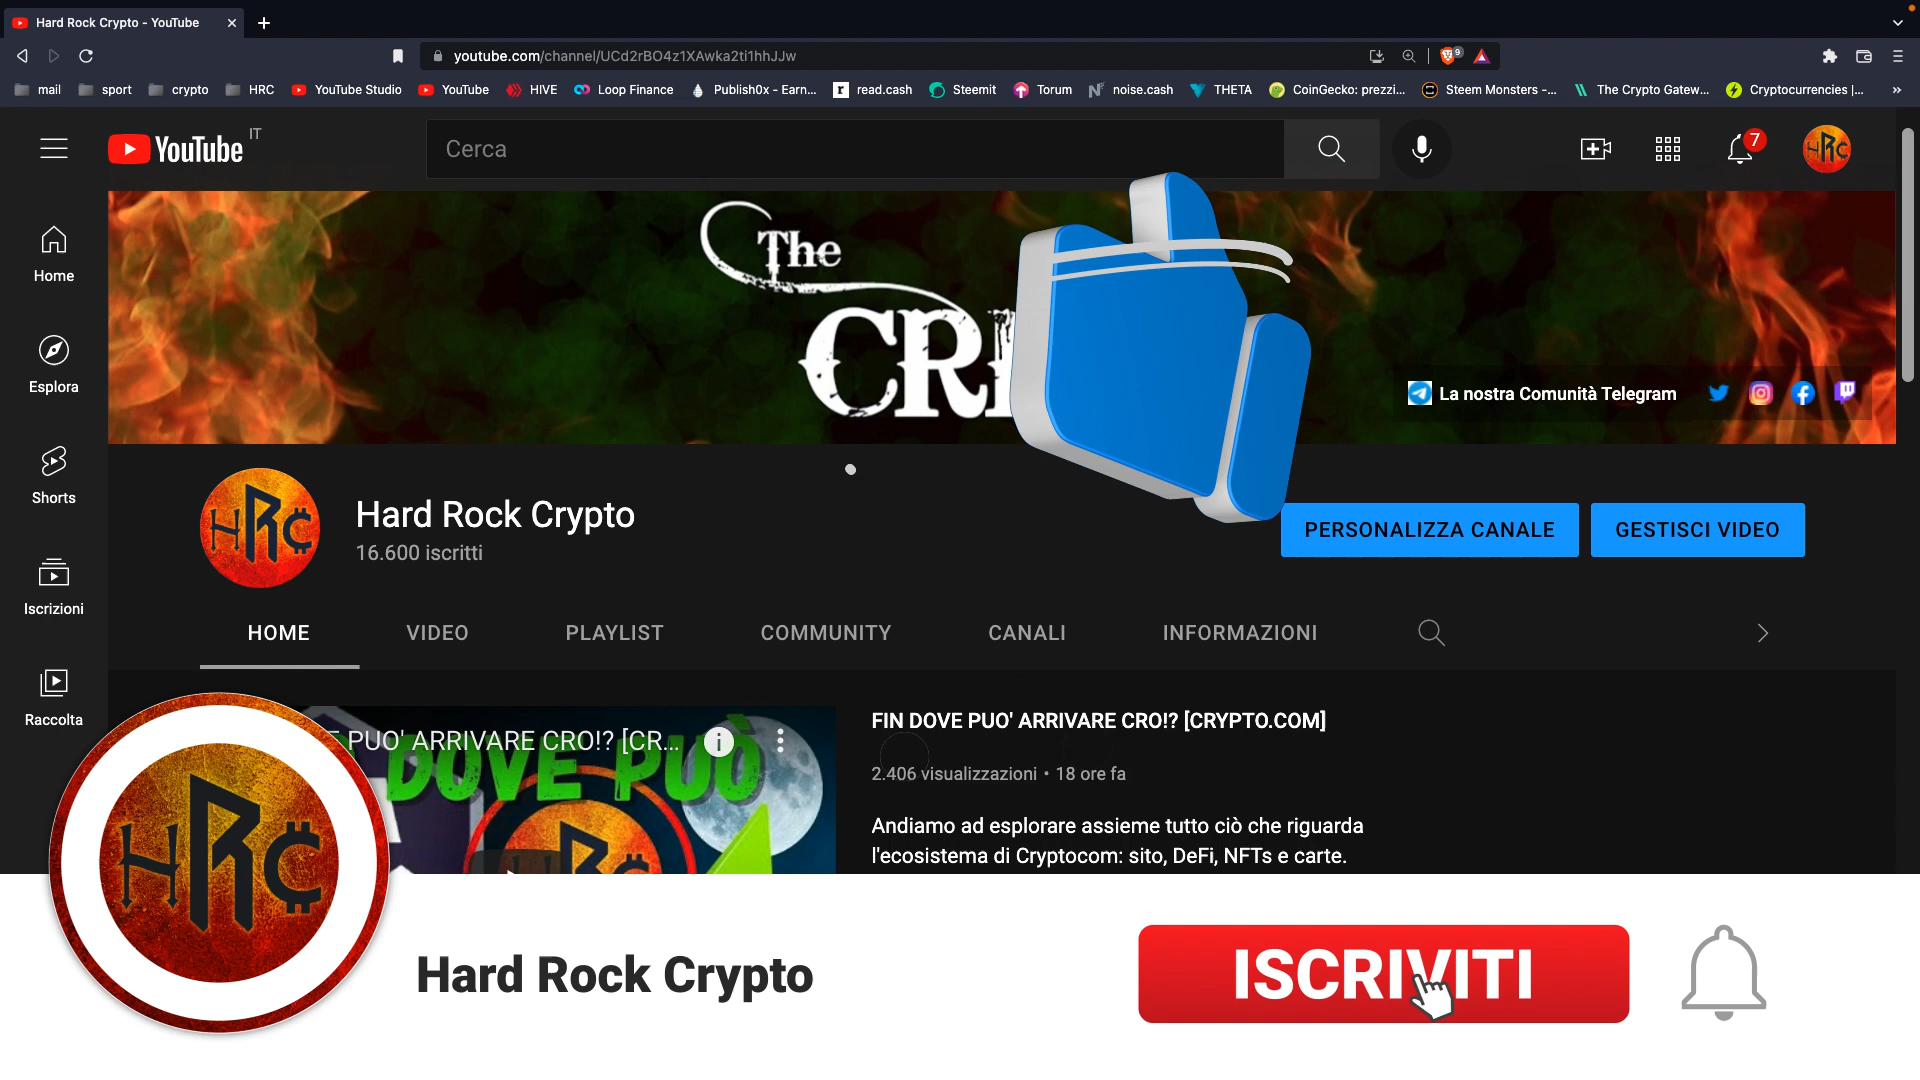 Hard Rock Crypto - YouTube
youtube.com/channel/UCd2rBO4z1XAwka2ti1hhJJw
9
mail
sport
crypto
HRC
YouTube Studio
YouTube
HIVE
Loop Finance
Publish0x - Earn...
read.cash
Steemit
Torum
noise.cash
THETA
CoinGecko: prezzi...
Steem Monsters -...
The Crypto Gatew...
Cryptocurrencies |...
YouTube IT
Cerca
7
HRC
The
Home
Esplora
Shorts
Iscrizioni
Raccolta
La nostra Comunità Telegram
HRC
Hard Rock Crypto
16.600 iscritti
PERSONALIZZA CANALE
GESTISCI VIDEO
HOME
VIDEO
PLAYLIST
COMMUNITY
CANALI
INFORMAZIONI
PUO' ARRIVARE CRO!? [CR...
DOVE PUÒ
FIN DOVE PUO' ARRIVARE CRO!? [CRYPTO.COM]
2.406 visualizzazioni • 18 ore fa
Andiamo ad esplorare assieme tutto ciò che riguarda
l'ecosistema di Cryptocom: sito, DeFi, NFTs e carte.
HRC
Hard Rock Crypto
ISCRIVITI